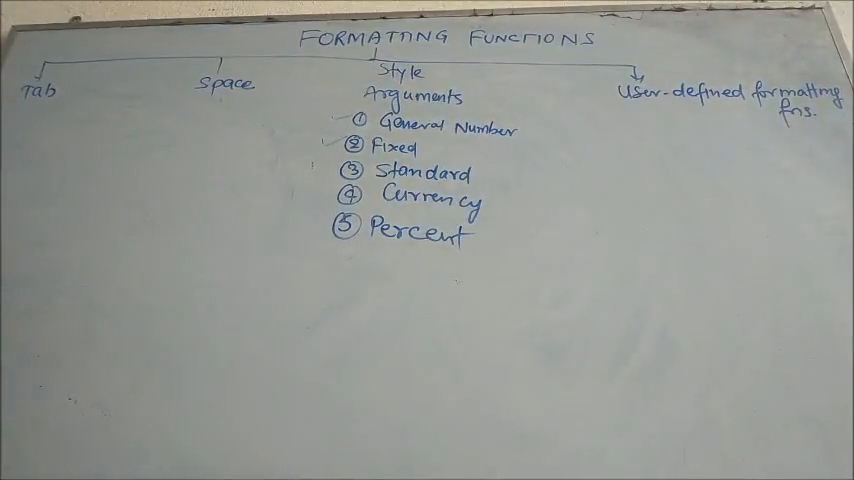 FORMATTING FUNCTIONS
Tab
Space
Style
Arguments
① General Number
② Fixed
③ Standard
④ Currency
⑤ Percent
User-defined formatting
fns.